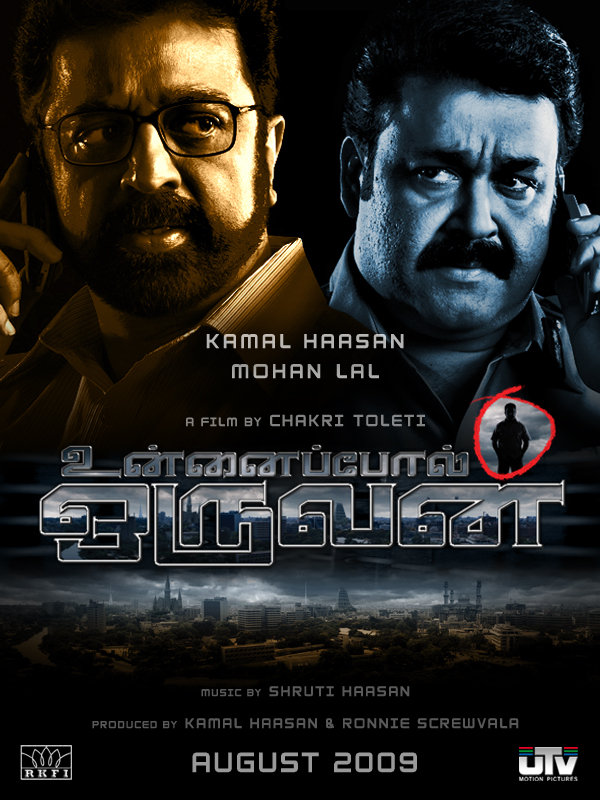 KAMAL HAASAN
MOHAN LAL
A FILM BY CHAKRI TOLETI
உன்னைப்போல்
ஒருவன்
MUSIC BY SHRUTI HAASAN
PRODUCED BY KAMAL HAASAN & RONNIE SCREWVALA
RKFI
AUGUST 2009
UTV
MOTION PICTURES